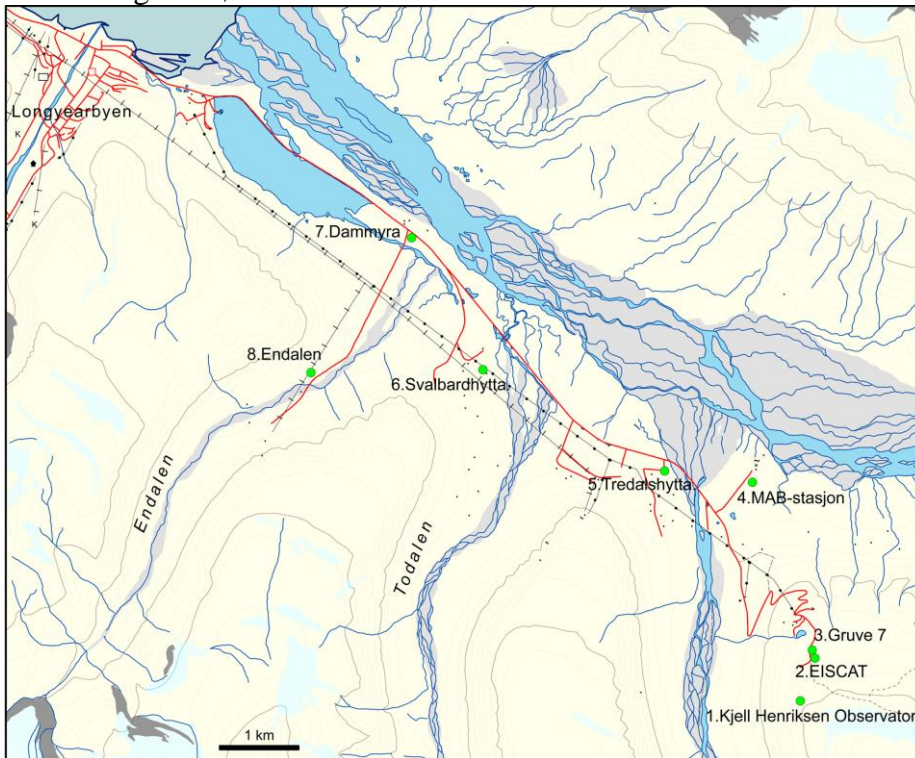 Longyearbyen
K
K
K
7.Dammyra
8.Endalen
6.Svalbardhytta
Endalen
Todalen
5.Tredalshytta
4.MAB-stasjon
3.Gruve 7
2.EISCAT
1.Kjell Henriksen Observator
1 km